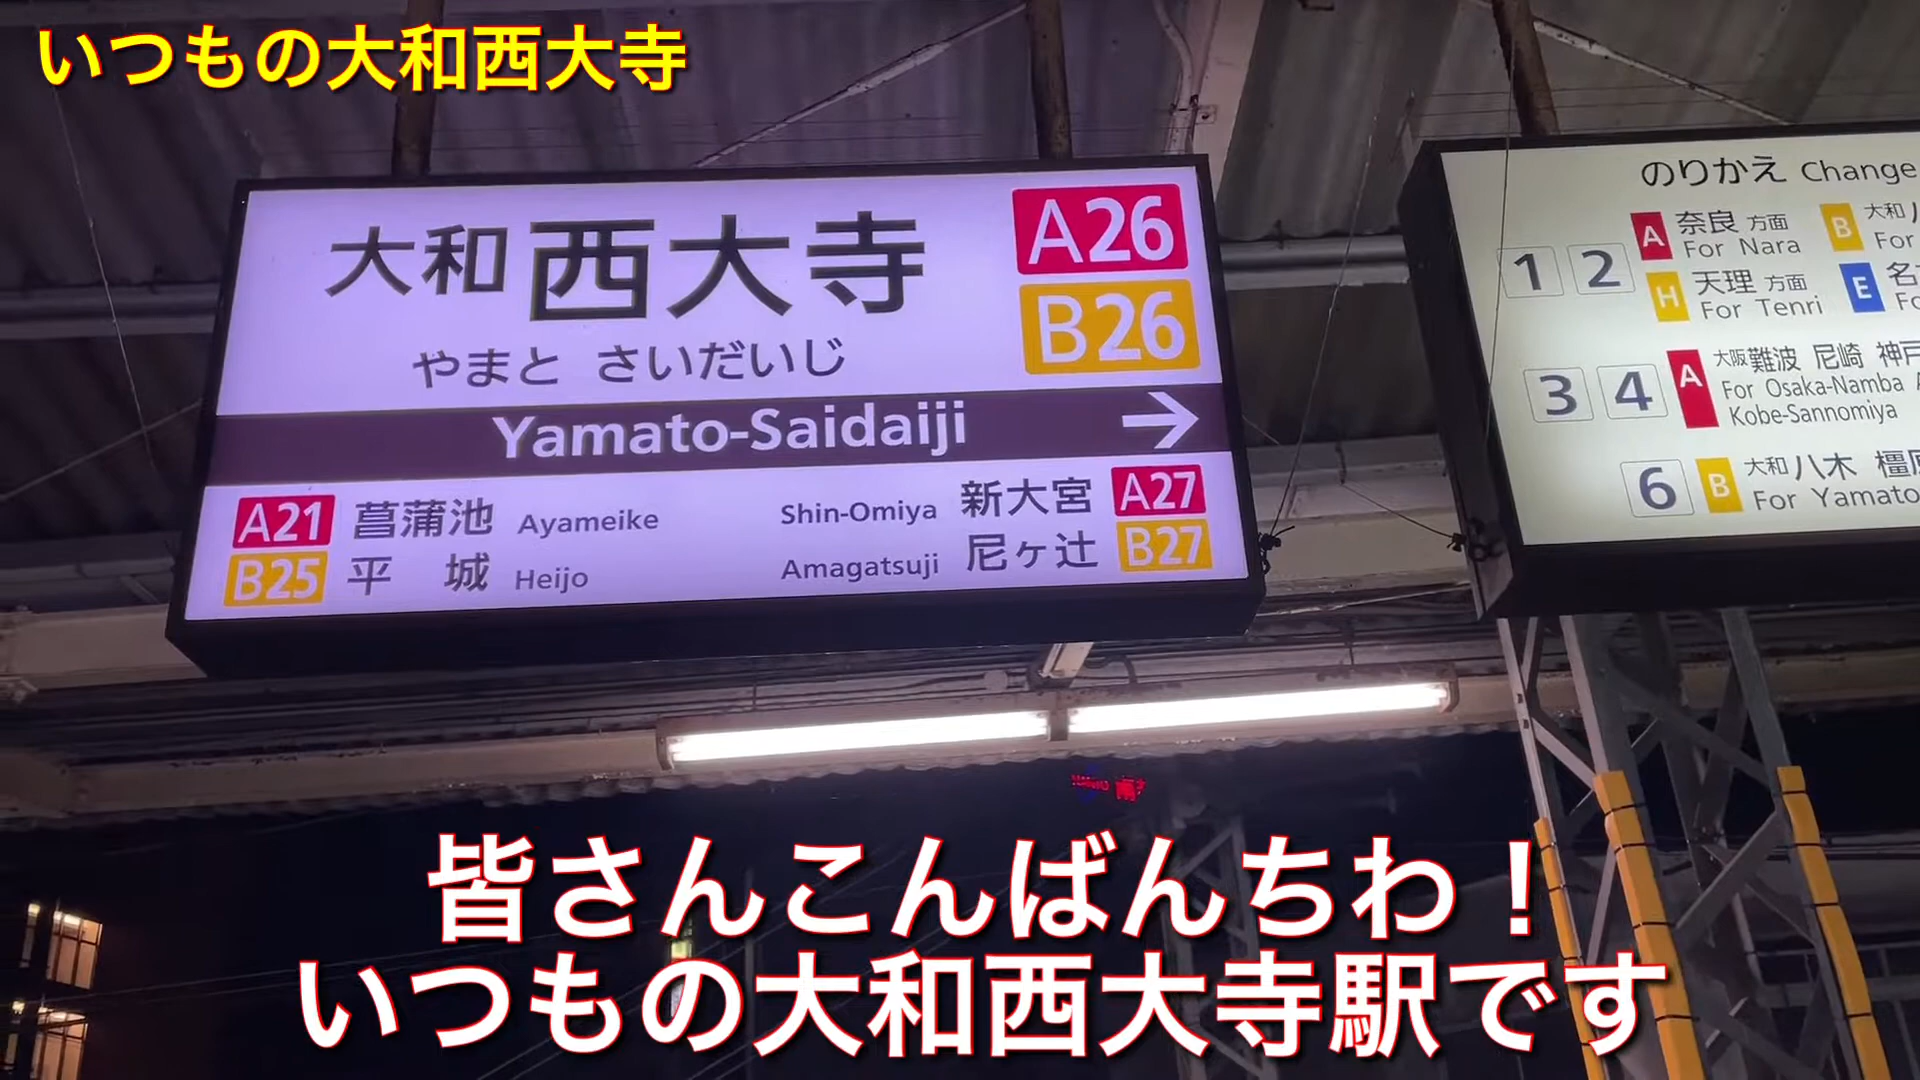 いつもの大和西大寺
大和西大寺
A26
B26
やまと さいだいじ
Yamato-Saidaiji →
A21 菖蒲池 Ayameike
B25 平 城 Heijo
Shin-Omiya 新大宮 A27
Amagatsuji 尼ヶ辻 B27
のりかえ Change
1 2
A 奈良 方面
For Nara
B 大和
For
H 天理 方面
For Tenri
E
3 4
A 大阪難波 尼崎 神戸
For Osaka-Namba
Kobe-Sannomiya
6
B 大和八木
For Yamato
皆さんこんばんちわ！
いつもの大和西大寺駅です